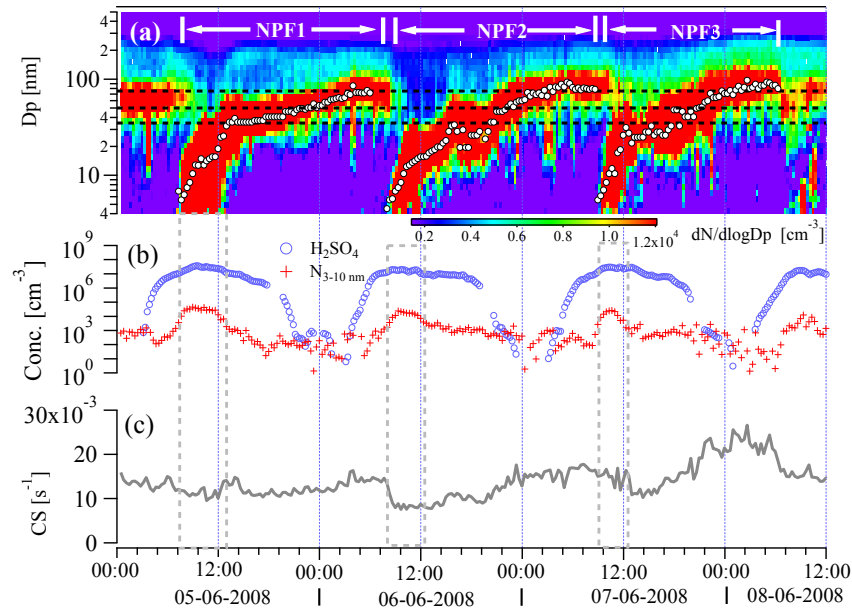 (a)
NPF1
NPF2
NPF3
Dp [nm]
4
100
4
10
4
0.2
0.4
0.6
0.8
1.0
1.2x10⁴
dN/dlogDp [cm⁻³]
(b)
H₂SO₄
N₃₋₁₀ ₙₘ
Conc. [cm⁻³]
10⁹
10⁶
10³
10⁰
(c)
CS [s⁻¹]
30x10⁻³
20
10
0
00:00
12:00
00:00
12:00
00:00
12:00
00:00
12:00
05-06-2008
06-06-2008
07-06-2008
08-06-2008